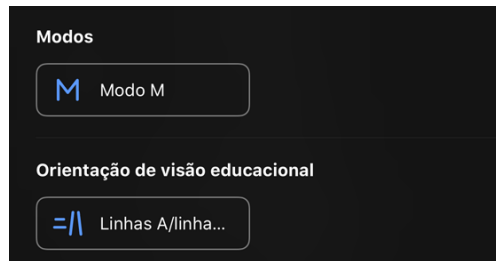 Modos
Modo M
Orientação de visão educacional
Linhas A/linha...